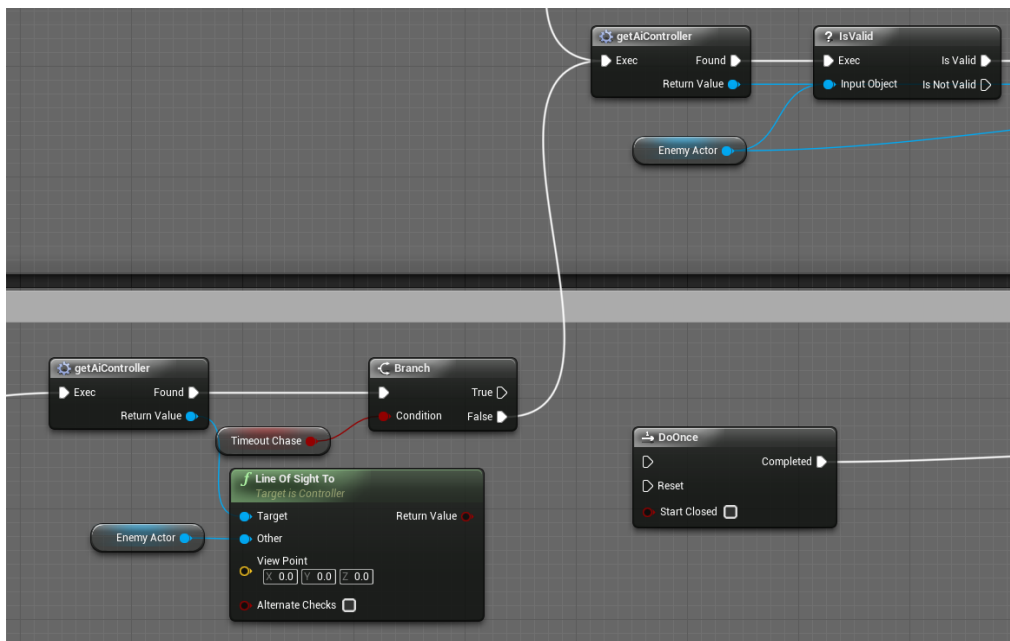 getAiController
Exec Found
Return Value
? IsValid
Exec Is Valid
Input Object Is Not Valid
Enemy Actor
getAiController
Exec Found
Return Value
Branch
True
Condition False
Timeout Chase
f Line Of Sight To
Target is Controller
Target Return Value
Other
View Point
X 0.0 Y 0.0 Z 0.0
Alternate Checks
Enemy Actor
DoOnce
Completed
Reset
Start Closed